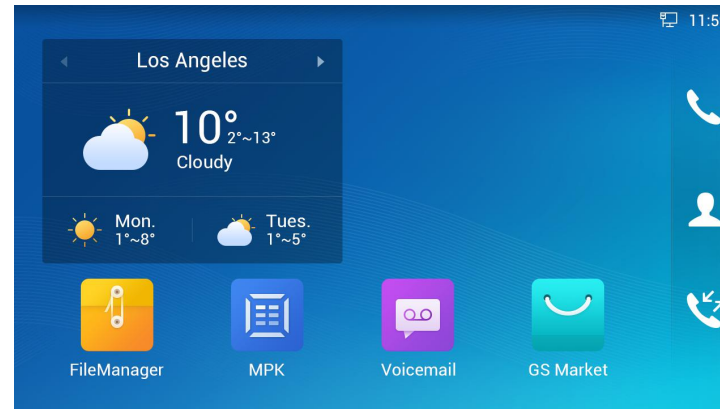 11:5
Los Angeles
10°
2°~13°
Cloudy
Mon.
1°~8°
Tues.
1°~5°
FileManager
MPK
Voicemail
GS Market